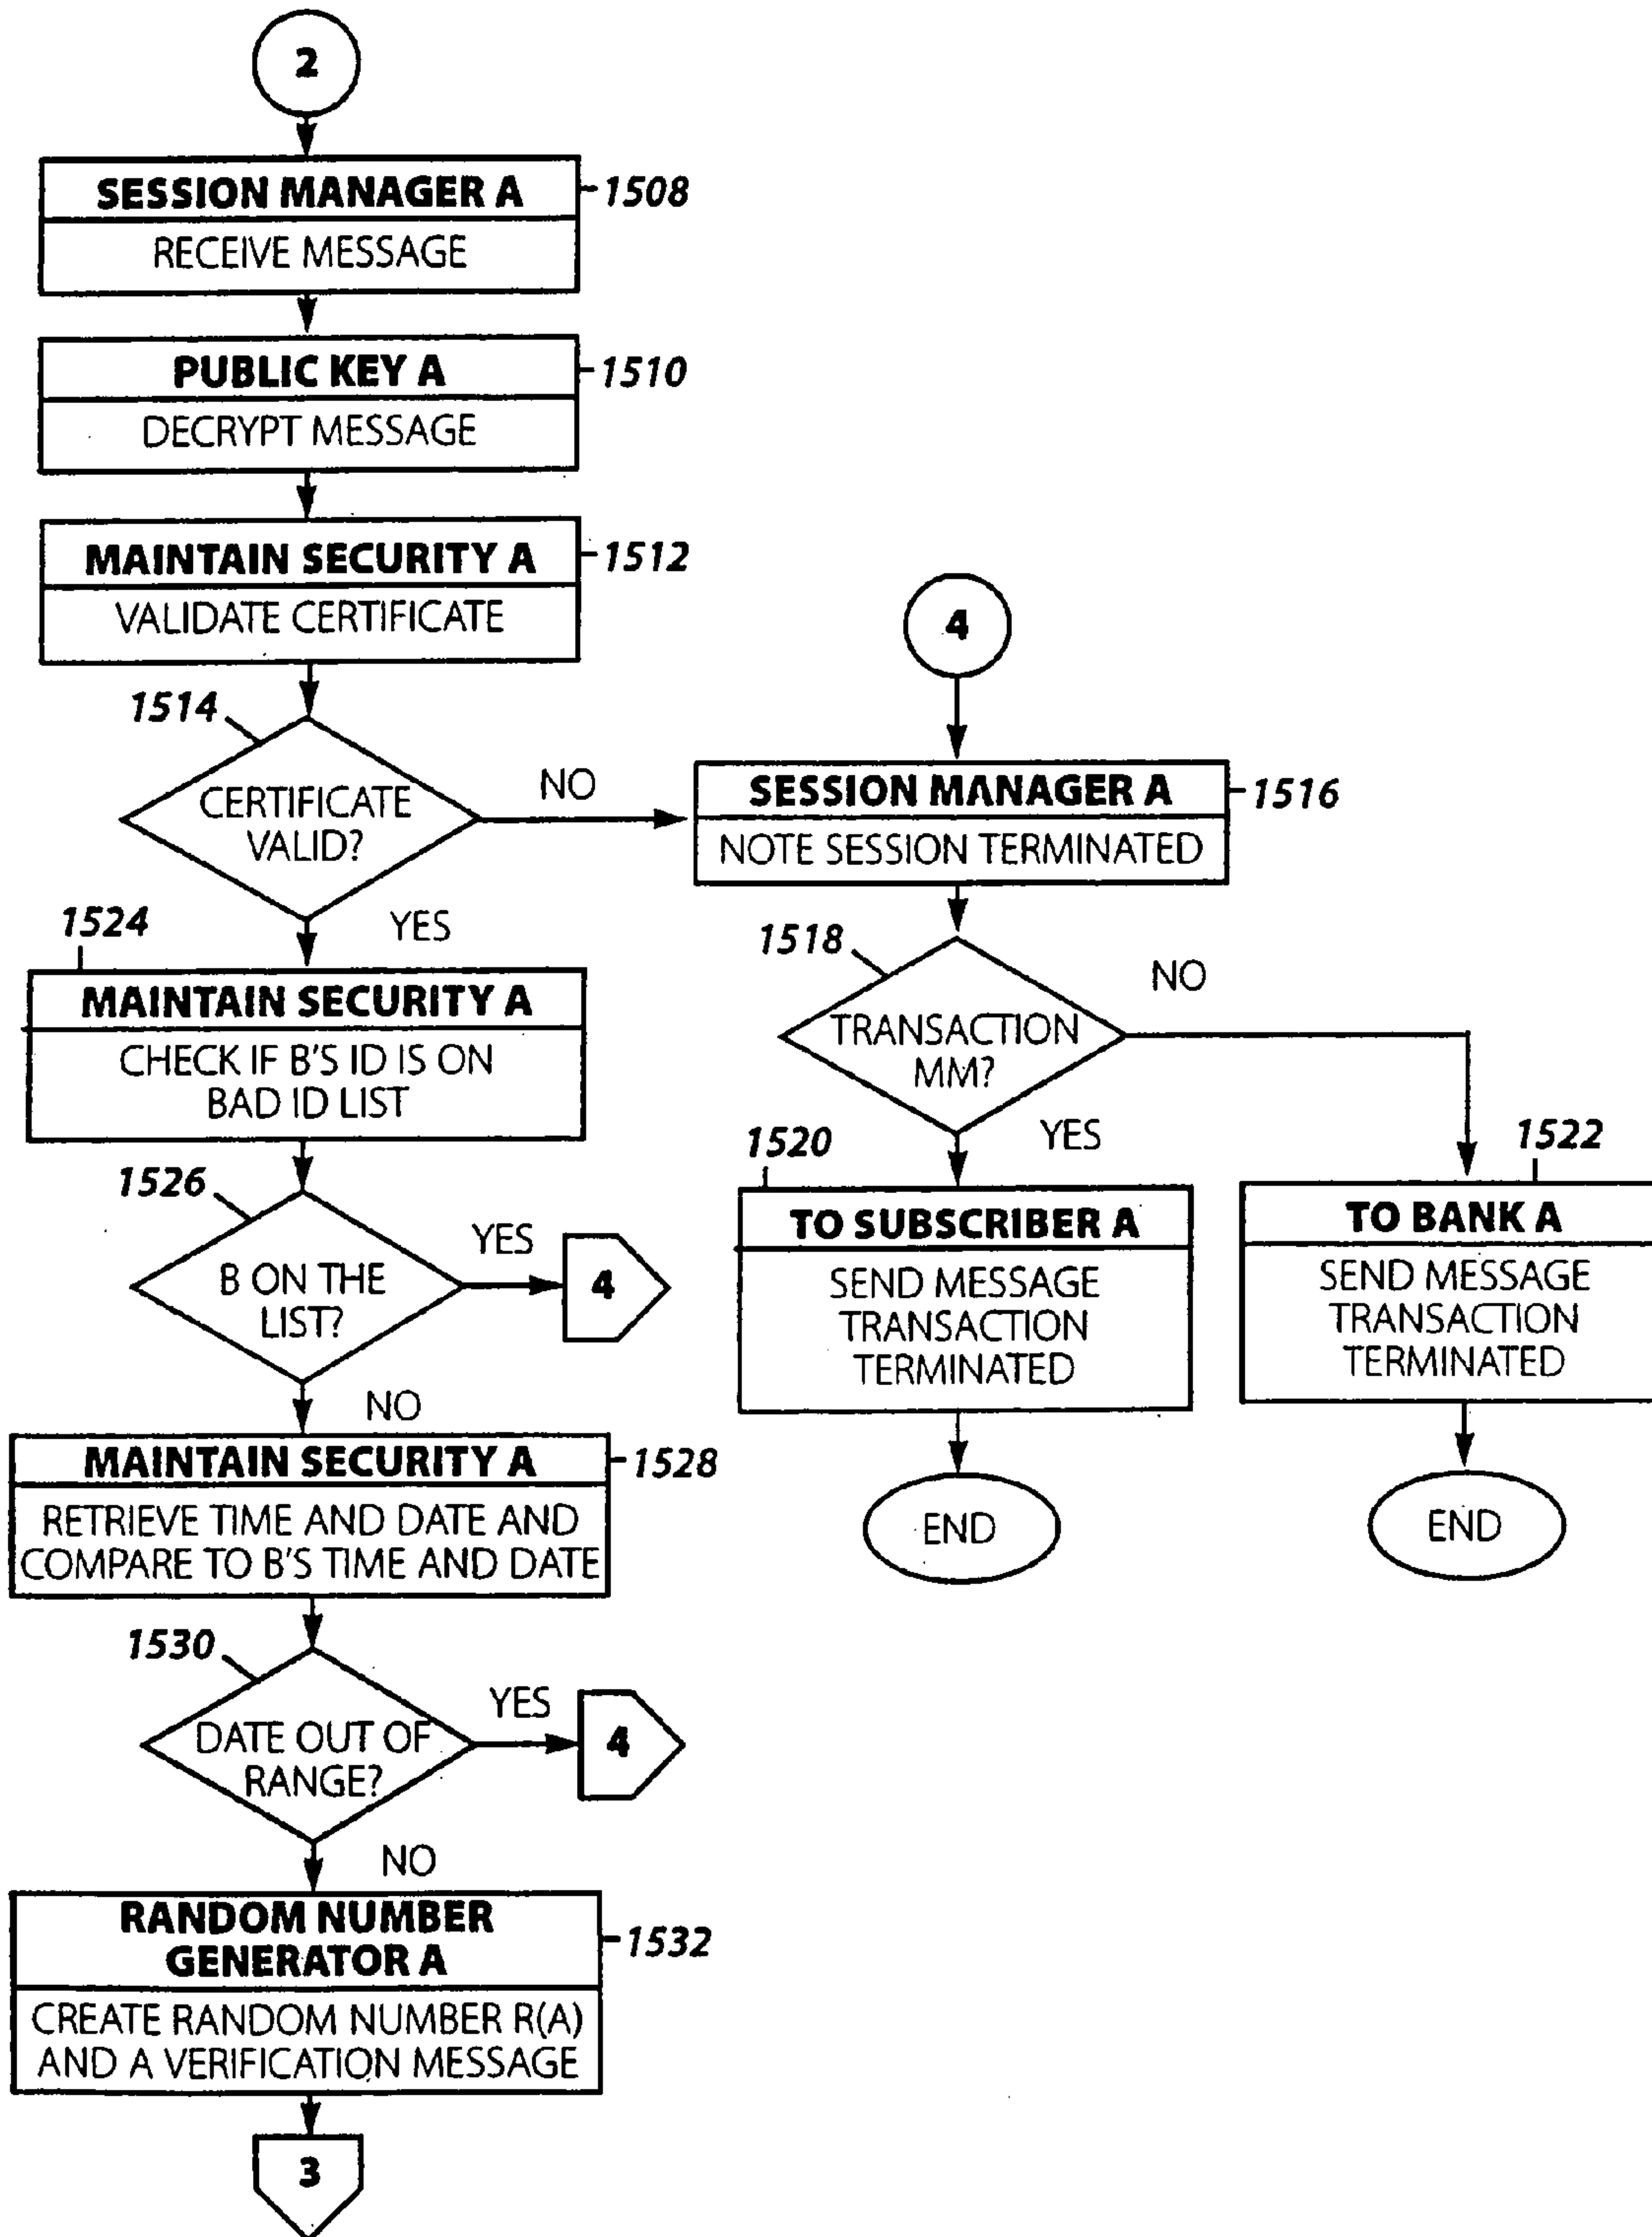 2
SESSION MANAGER A
1508
RECEIVE MESSAGE
PUBLIC KEY A
1510
DECRYPT MESSAGE
MAINTAIN SECURITY A
1512
VALIDATE CERTIFICATE
1514
CERTIFICATE
VALID?
NO
YES
4
SESSION MANAGER A
1516
NOTE SESSION TERMINATED
1518
TRANSACTION
MM?
NO
YES
1520
TO SUBSCRIBER A
SEND MESSAGE
TRANSACTION
TERMINATED
END
1522
TO BANK A
SEND MESSAGE
TRANSACTION
TERMINATED
END
1524
MAINTAIN SECURITY A
CHECK IF B'S ID IS ON
BAD ID LIST
1526
B ON THE
LIST?
YES
4
NO
MAINTAIN SECURITY A
1528
RETRIEVE TIME AND DATE AND
COMPARE TO B'S TIME AND DATE
1530
DATE OUT OF
RANGE?
YES
4
NO
RANDOM NUMBER
GENERATOR A
1532
CREATE RANDOM NUMBER R(A)
AND A VERIFICATION MESSAGE
3